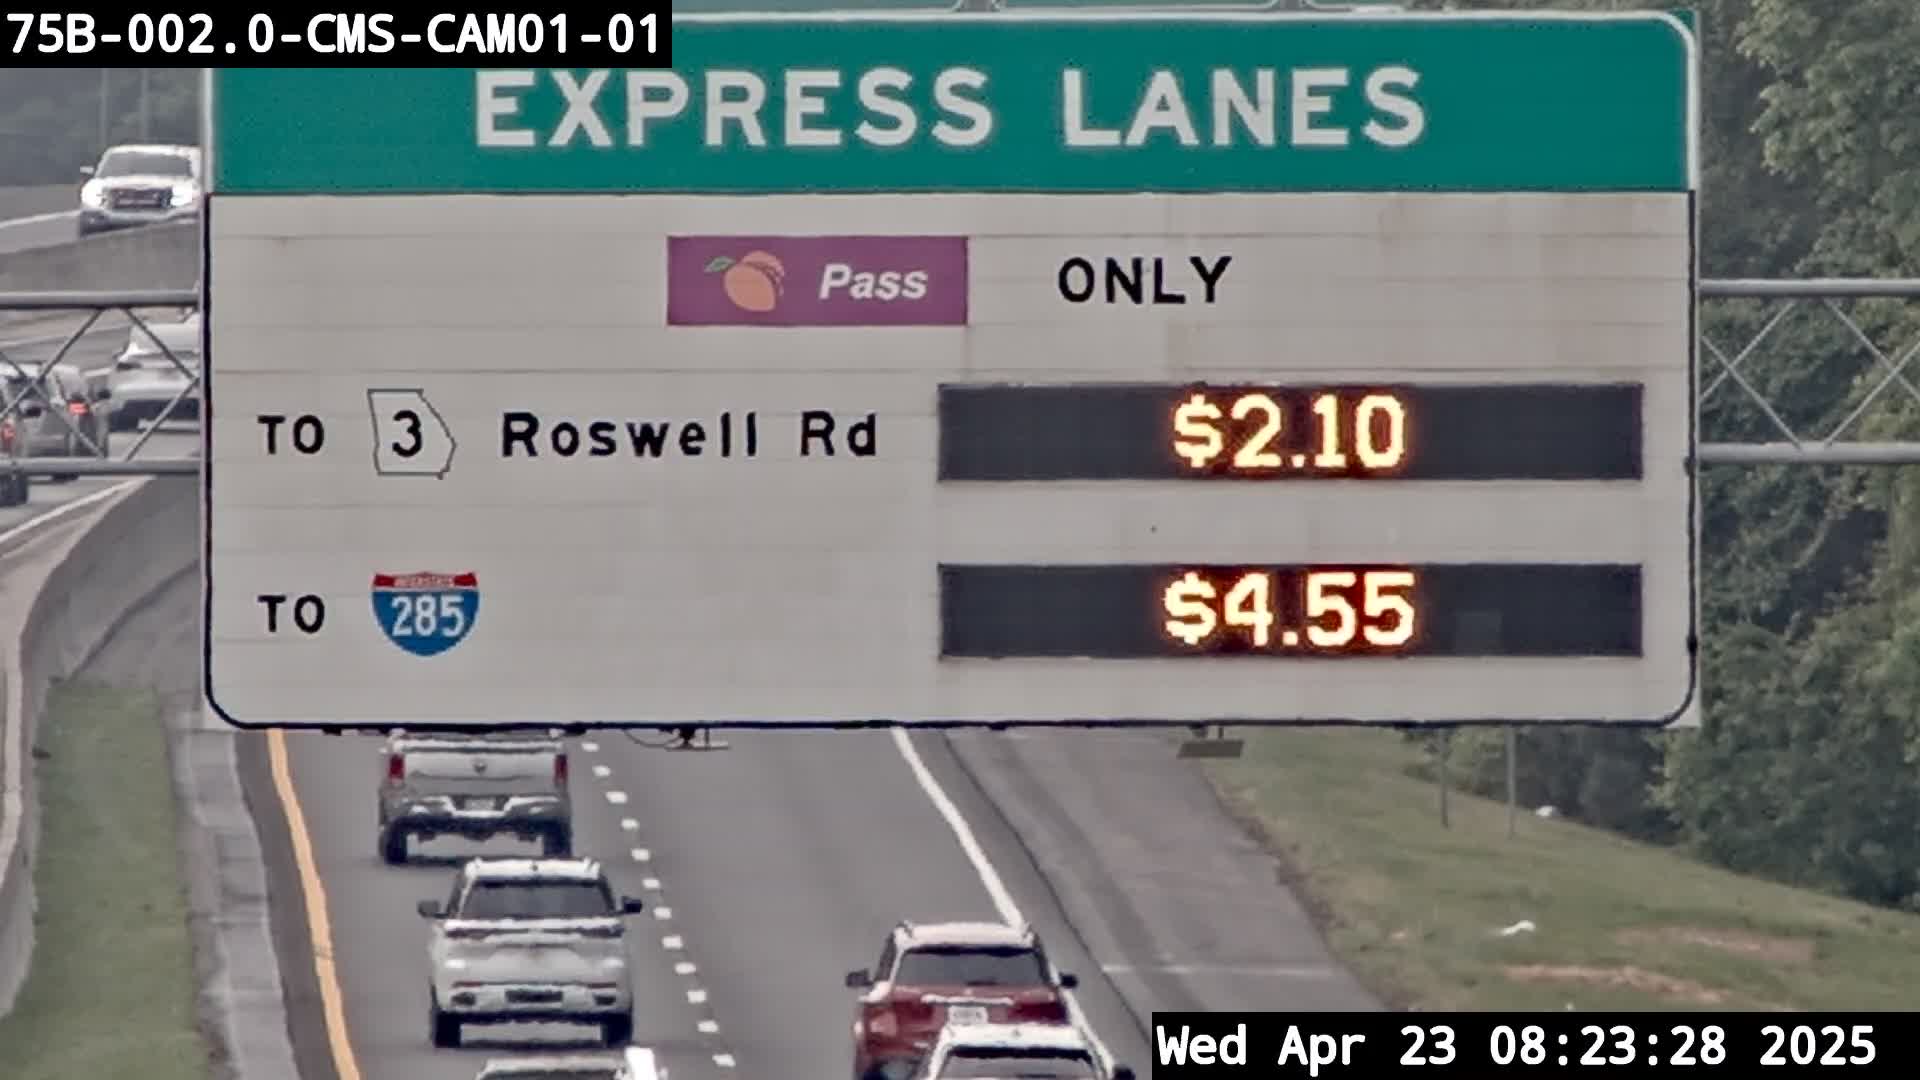 75B-002.0-CMS-CAM01-01
EXPRESS LANES
Pass ONLY
TO 3 Roswell Rd $2.10
TO INTERSTATE 285 $4.55
Wed Apr 23 08:23:28 2025